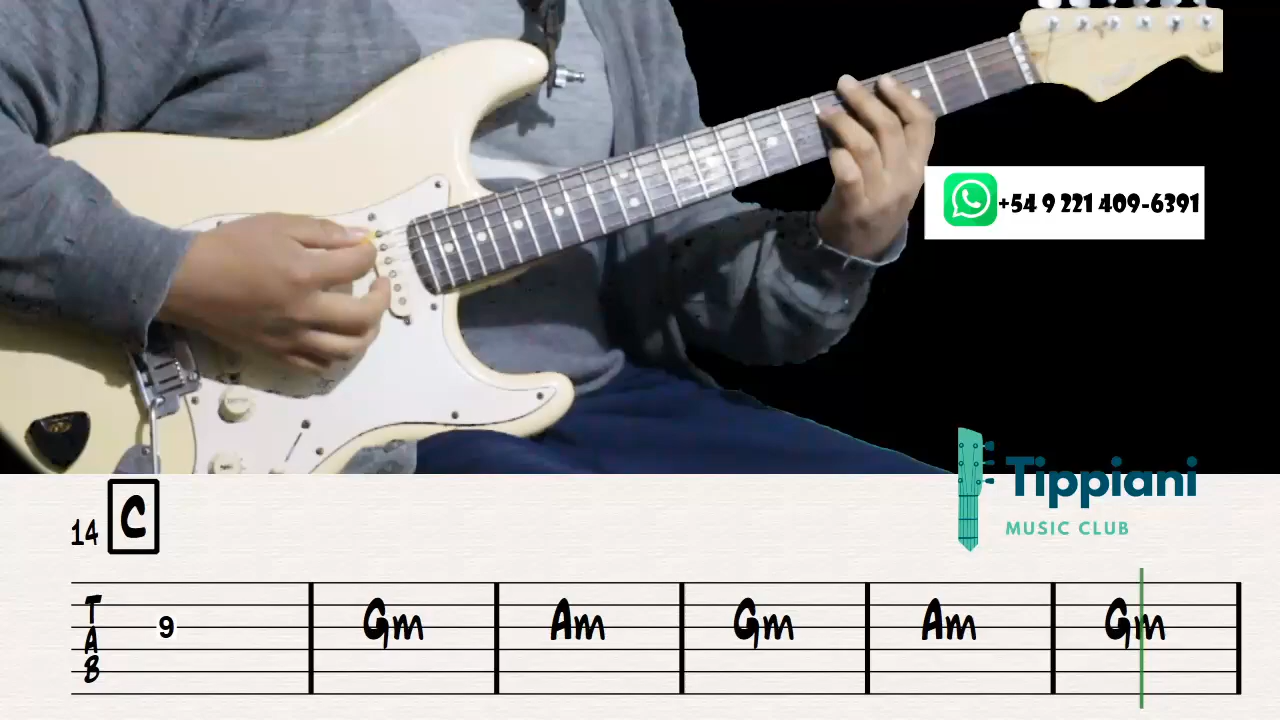 +54 9 221 409-6391
Tippiani
MUSIC CLUB
14 C
T
A
B
9 Gm Am Gm Am Gm